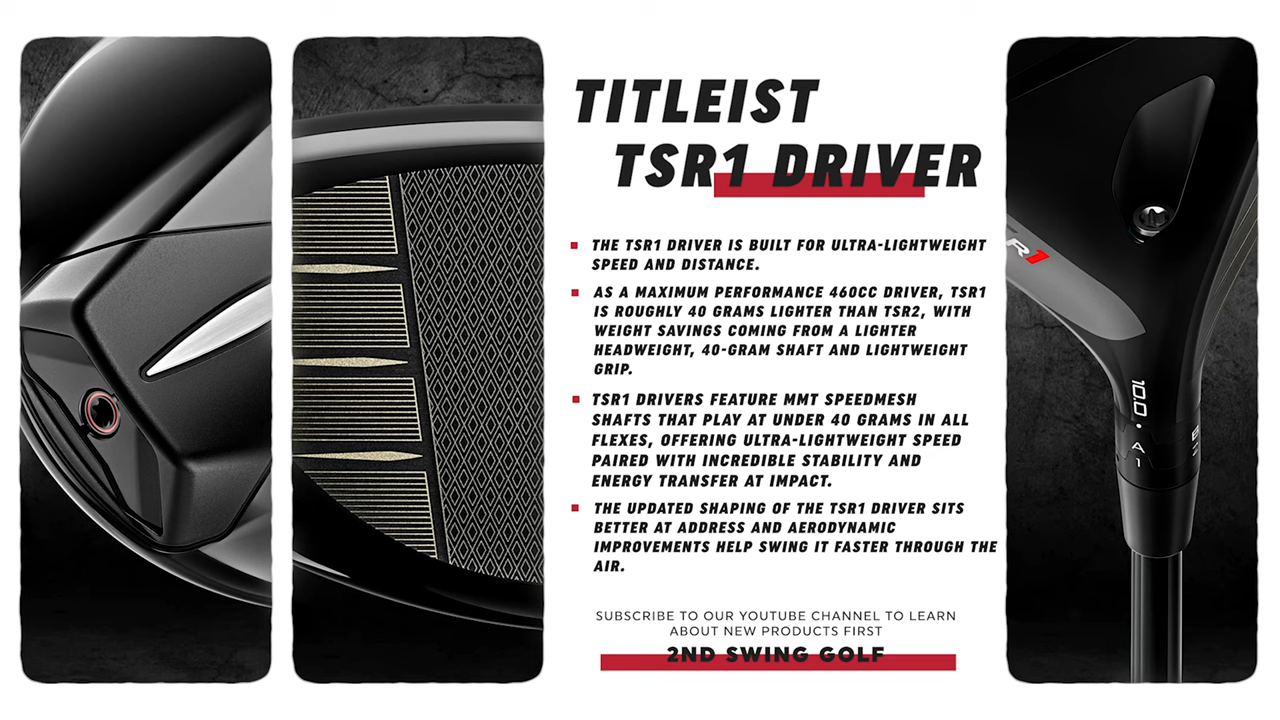 TITLEIST
TSR1 DRIVER
THE TSR1 DRIVER IS BUILT FOR ULTRA-LIGHTWEIGHT
SPEED AND DISTANCE.
AS A MAXIMUM PERFORMANCE 460CC DRIVER, TSR1
IS ROUGHLY 40 GRAMS LIGHTER THAN TSR2, WITH
WEIGHT SAVINGS COMING FROM A LIGHTER
HEADWEIGHT, 40-GRAM SHAFT AND LIGHTWEIGHT
GRIP.
TSR1 DRIVERS FEATURE MMT SPEEDMESH
SHAFTS THAT PLAY AT UNDER 40 GRAMS IN ALL
FLEXES, OFFERING ULTRA-LIGHTWEIGHT SPEED
PAIRED WITH INCREDIBLE STABILITY AND
ENERGY TRANSFER AT IMPACT.
THE UPDATED SHAPING OF THE TSR1 DRIVER SITS
BETTER AT ADDRESS AND AERODYNAMIC
IMPROVEMENTS HELP SWING IT FASTER THROUGH THE
AIR.
SUBSCRIBE TO OUR YOUTUBE CHANNEL TO LEARN
ABOUT NEW PRODUCTS FIRST
2ND SWING GOLF
R1
10.0
A
1